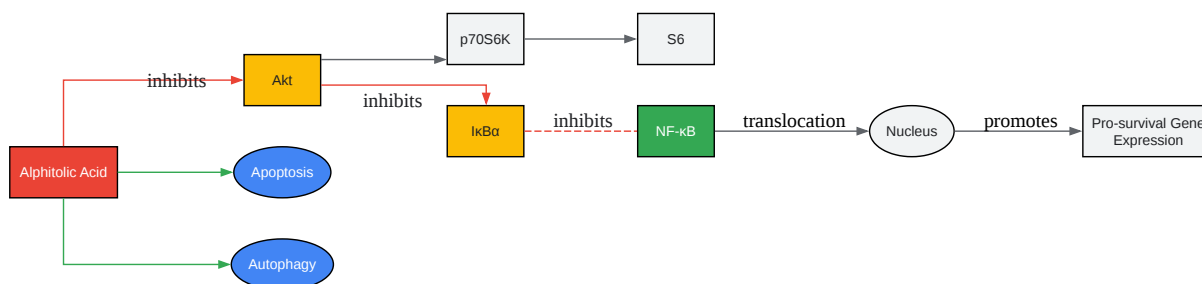 p70S6K
S6
inhibits
Akt
inhibits
IκBα
inhibits
NF-κB
translocation
Nucleus
promotes
Pro-survival Gene
Expression
Alphitolic Acid
Apoptosis
Autophagy